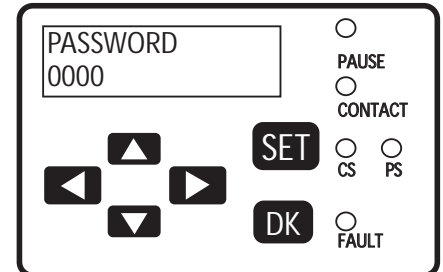 PASSWORD
0000
PAUSE
CONTACT
SET
CS PS
DK
FAULT